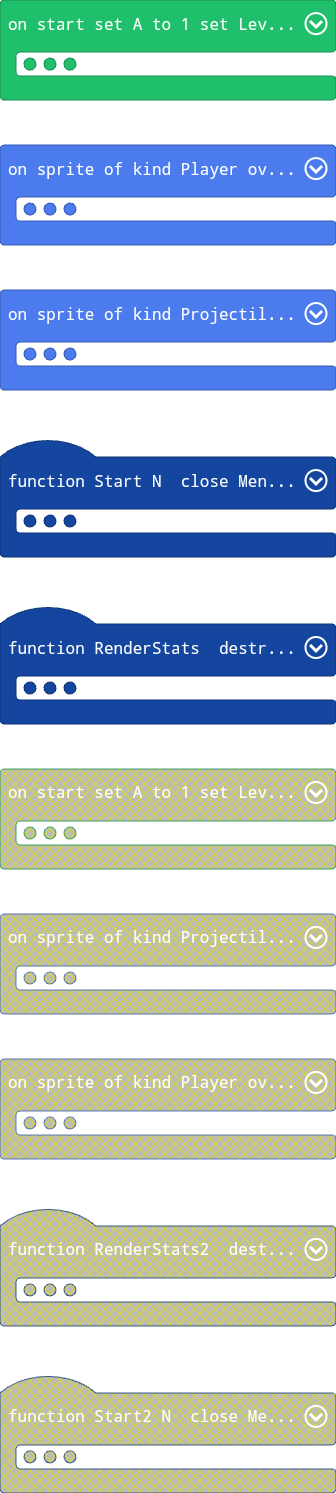 on start set A to 1 set Lev...
on sprite of kind Player ov...
on sprite of kind Projectil...
function Start N  close Men...
function RenderStats  destr...
on start set A to 1 set Lev...
on sprite of kind Projectil...
on sprite of kind Player ov...
function RenderStats2  dest...
function Start2 N  close Me...